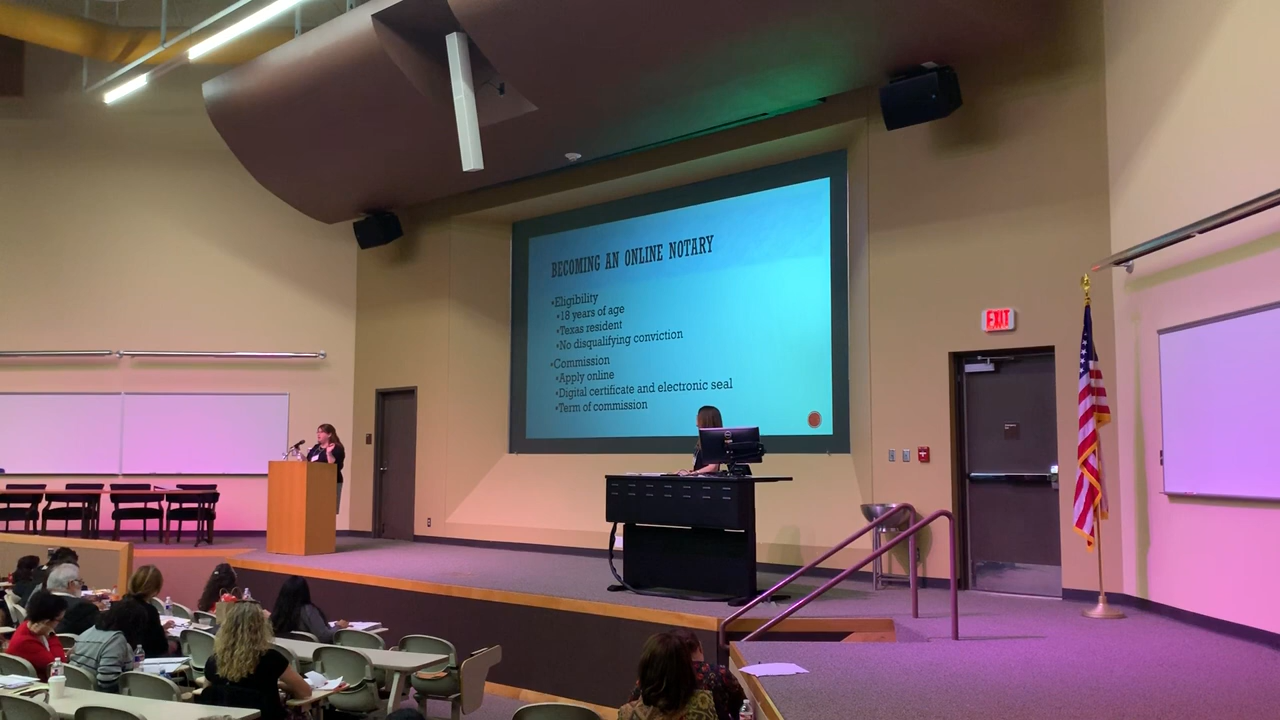 BECOMING AN ONLINE NOTARY
•Eligibility
•18 years of age
•Texas resident
•No disqualifying conviction
•Commission
•Apply online
•Digital certificate and electronic seal
•Term of commission
EXIT